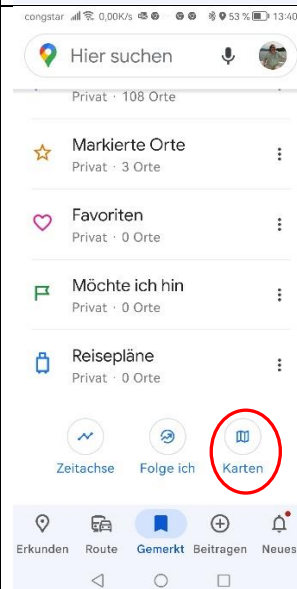 congstar 0,00K/s 53 % 13:40
Hier suchen
Privat · 108 Orte
Markierte Orte
Privat · 3 Orte
Favoriten
Privat · 0 Orte
Möchte ich hin
Privat · 0 Orte
Reisepläne
Privat · 0 Orte
Zeitachse Folge ich Karten
Erkunden Route Gemerkt Beitragen Neues